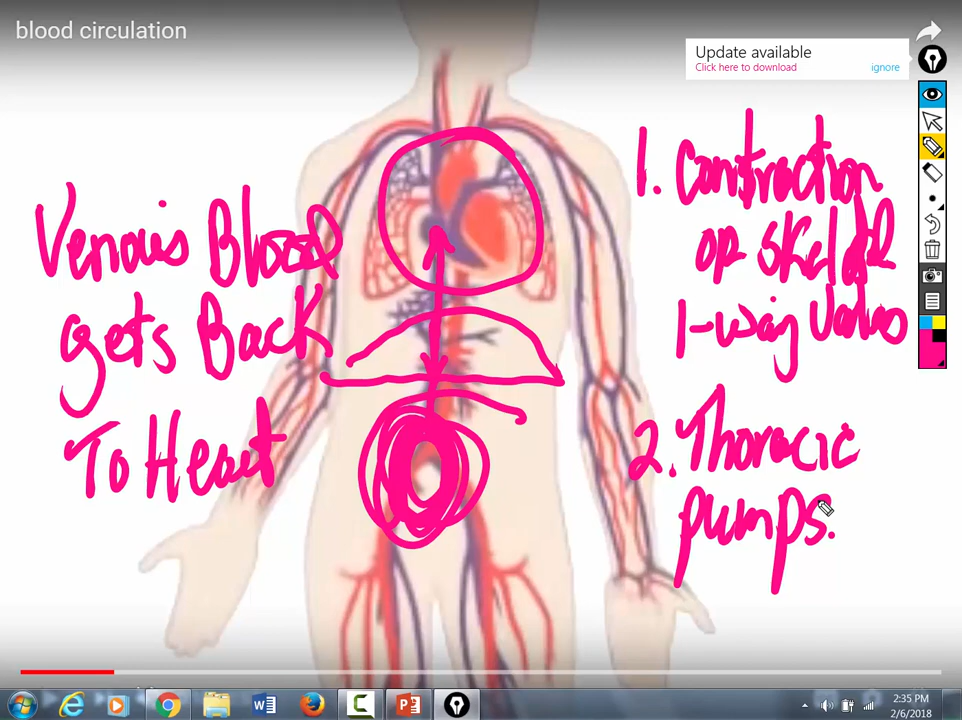 blood circulation
Update available
Click here to download
ignore
Venous Blood
gets Back
To Heart
1. Contraction
of skeletal
1-way valves
2. Thoracic
pumps.
2:35 PM
2/6/2018